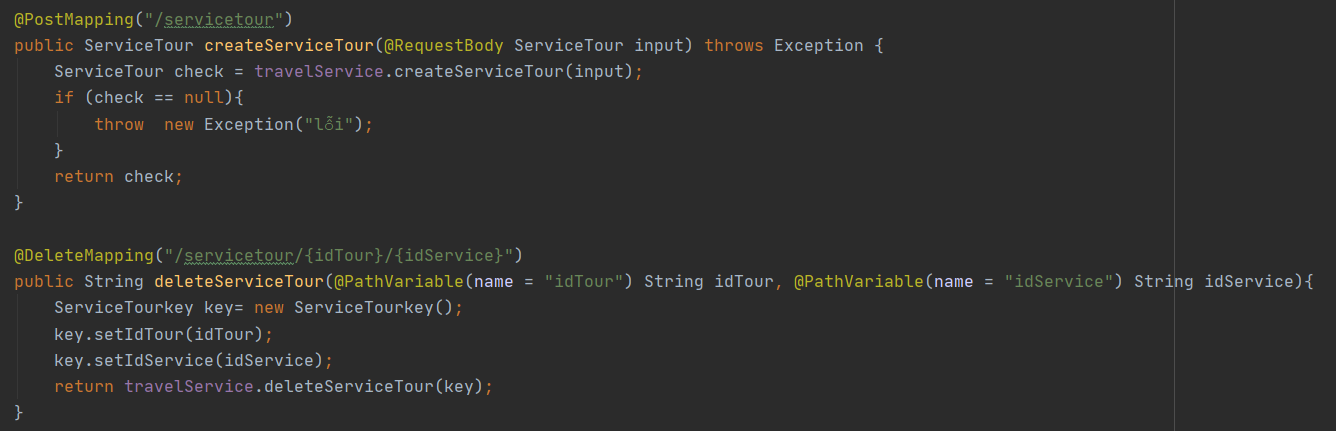 @PostMapping("/servicetour")
public ServiceTour createServiceTour(@RequestBody ServiceTour input) throws Exception {
    ServiceTour check = travelService.createServiceTour(input);
    if (check == null){
        throw  new Exception("lỗi");
    }
    return check;
}
@DeleteMapping("/servicetour/{idTour}/{idService}")
public String deleteServiceTour(@PathVariable(name = "idTour") String idTour, @PathVariable(name = "idService") String idService){
    ServiceTourkey key= new ServiceTourkey();
    key.setIdTour(idTour);
    key.setIdService(idService);
    return travelService.deleteServiceTour(key);
}